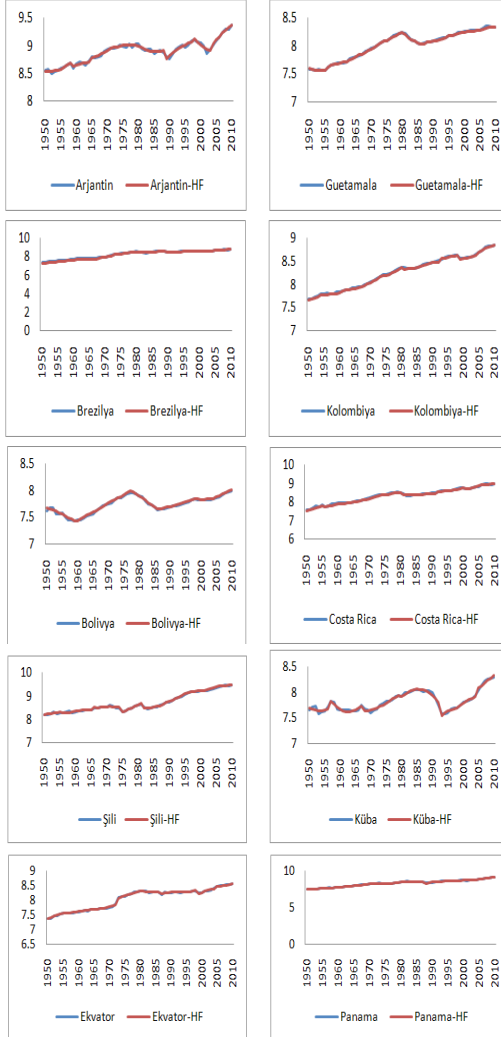 9.5
9
8.5
8
1950 1955 1960 1965 1970 1975 1980 1985 1990 1995 2000 2005 2010
Arjantin Arjantin-HF
8.5
8
7.5
7
1950 1955 1960 1965 1970 1975 1980 1985 1990 1995 2000 2005 2010
Guetamala Guetamala-HF
10
8
6
4
2
0
1950 1955 1960 1965 1970 1975 1980 1985 1990 1995 2000 2005 2010
Brezilya Brezilya-HF
9
8.5
8
7.5
7
1950 1955 1960 1965 1970 1975 1980 1985 1990 1995 2000 2005 2010
Kolombiya Kolombiya-HF
8.5
8
7.5
7
1950 1955 1960 1965 1970 1975 1980 1985 1990 1995 2000 2005 2010
Bolivya Bolivya-HF
10
9
8
7
6
1950 1955 1960 1965 1970 1975 1980 1985 1990 1995 2000 2005 2010
Costa Rica Costa Rica-HF
10
9
8
7
1950 1955 1960 1965 1970 1975 1980 1985 1990 1995 2000 2005 2010
Şili Şili-HF
8.5
8
7.5
7
1950 1955 1960 1965 1970 1975 1980 1985 1990 1995 2000 2005 2010
Küba Küba-HF
9
8.5
8
7.5
7
6.5
1950 1955 1960 1965 1970 1975 1980 1985 1990 1995 2000 2005 2010
Ekvator Ekvator-HF
10
5
0
1950 1955 1960 1965 1970 1975 1980 1985 1990 1995 2000 2005 2010
Panama Panama-HF